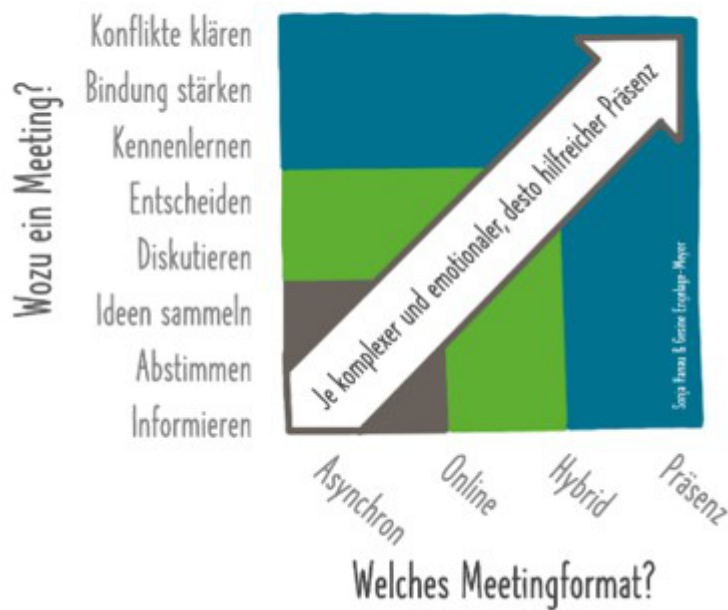 Wozu ein Meeting?
Konflikte klären
Bindung stärken
Kennenlernen
Entscheiden
Diskutieren
Ideen sammeln
Abstimmen
Informieren
Je komplexer und emotionaler, desto hilfreicher Präsenz
Asynchron
Online
Hybrid
Präsenz
Welches Meetingformat?